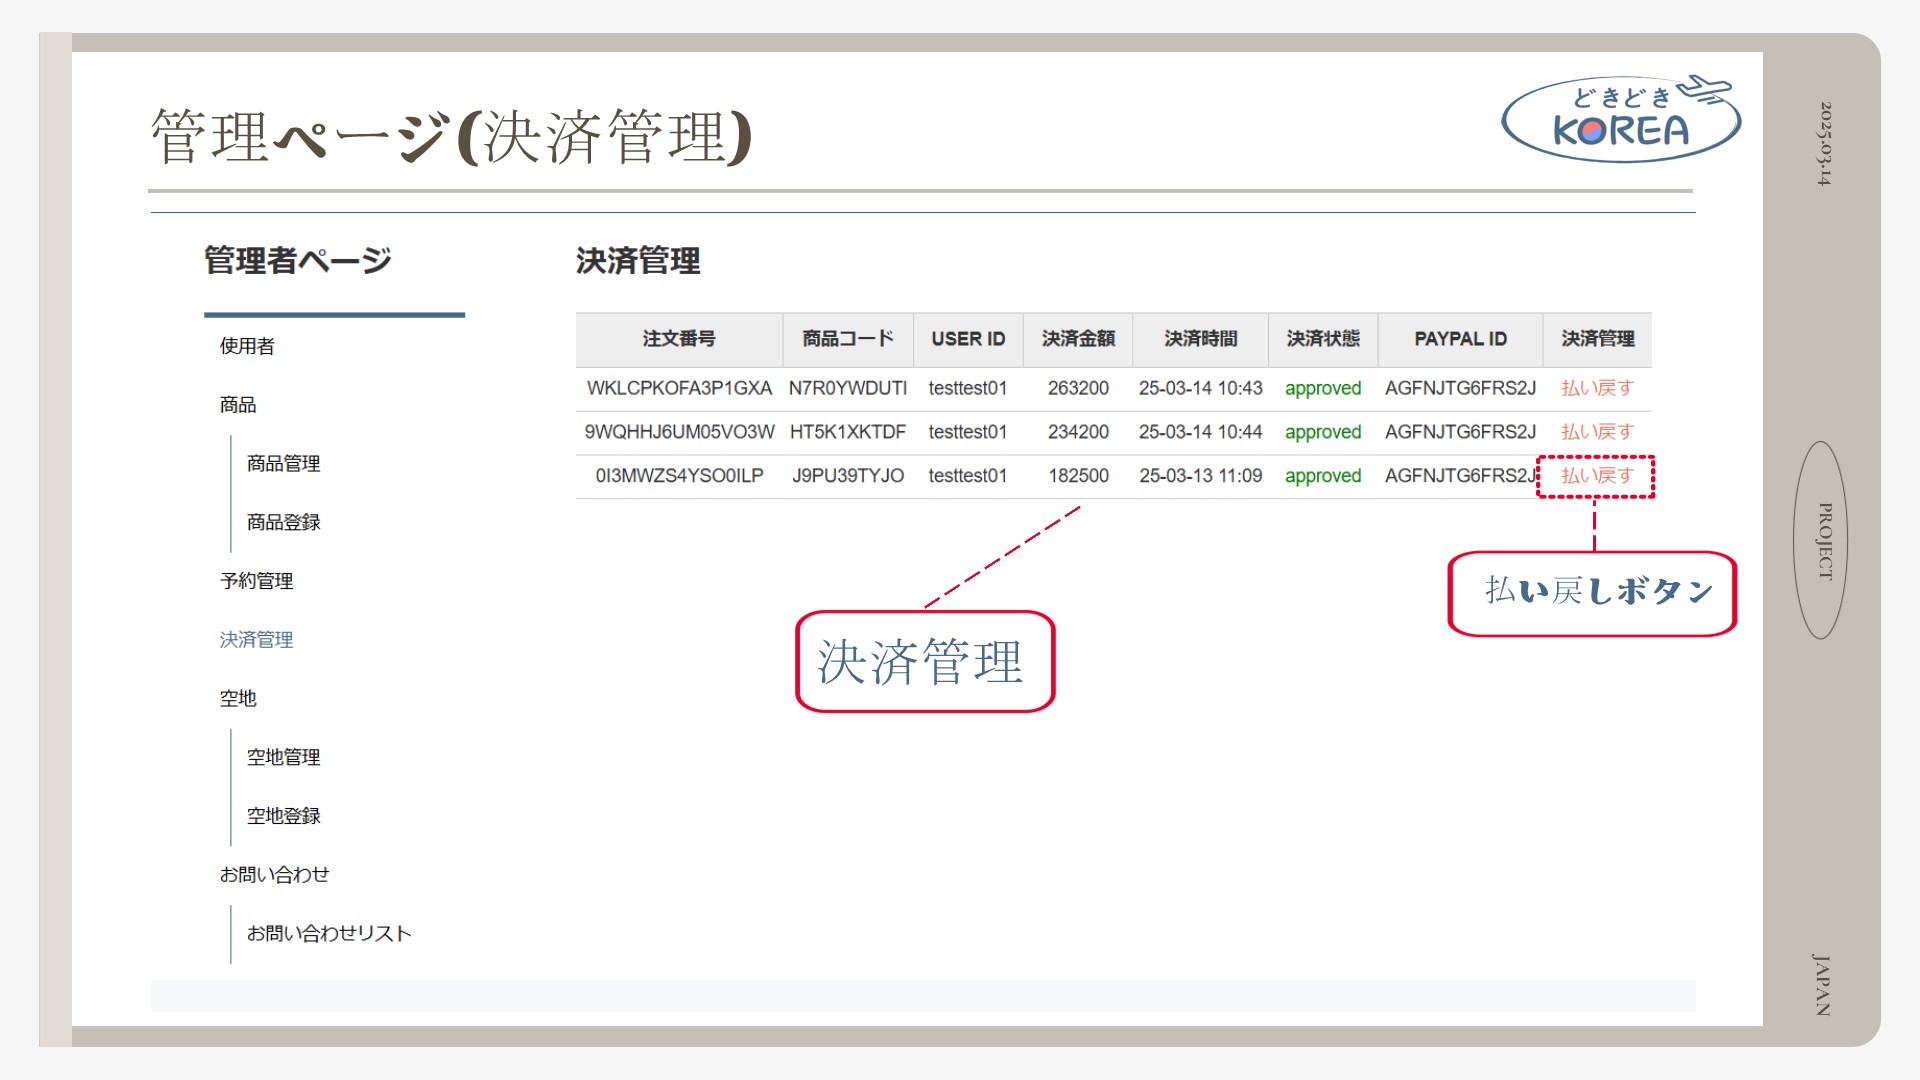 管理ページ(決済管理)
どきどき
KOREA
2025.03.14
管理者ページ
使用者
商品
商品管理
商品登録
予約管理
決済管理
空地
空地管理
空地登録
お問い合わせ
お問い合わせリスト
決済管理
注文番号 商品コード USER ID 決済金額 決済時間 決済状態 PAYPAL ID 決済管理
WKLCPKOFA3P1GXA N7R0YWDUTI testtest01 263200 25-03-14 10:43 approved AGFNJTG6FRS2J 払い戻す
9WQHHJ6UM05VO3W HT5K1XKTDF testtest01 234200 25-03-14 10:44 approved AGFNJTG6FRS2J 払い戻す
0I3MWZS4YSO0ILP J9PU39TYJO testtest01 182500 25-03-13 11:09 approved AGFNJTG6FRS2J 払い戻す
払い戻しボタン
決済管理
PROJECT
JAPAN